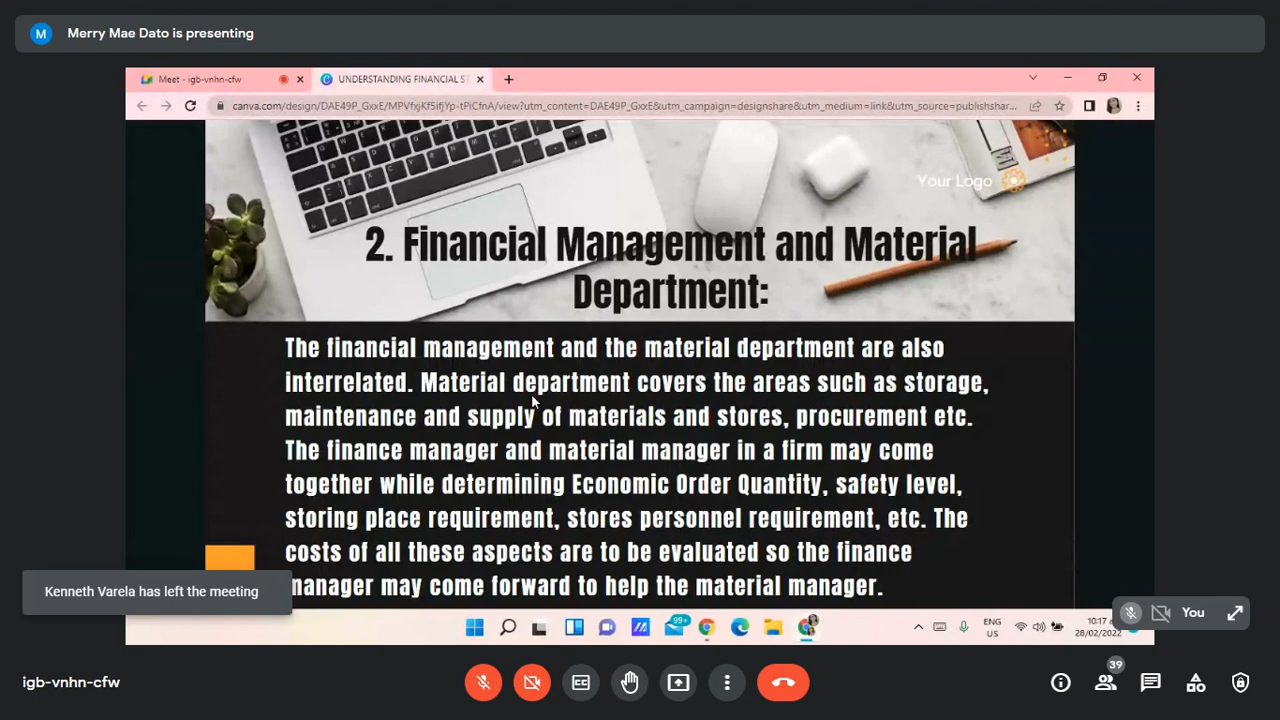 M Merry Mae Dato is presenting
Meet - igb-vnhn-cfw
UNDERSTANDING FINANCIAL ST
canva.com/design/DAE49P_GxxE/MPVfxjKf5ifjYp-tPiCfnA/view?utm_content=DAE49P_GxxE&utm_campaign=designshare&utm_medium=link&utm_source=publishshar...
Your Logo
2. Financial Management and Material
Department:
The financial management and the material department are also
interrelated. Material department covers the areas such as storage,
maintenance and supply of materials and stores, procurement etc.
The finance manager and material manager in a firm may come
together while determining Economic Order Quantity, safety level,
storing place requirement, stores personnel requirement, etc. The
costs of all these aspects are to be evaluated so the finance
manager may come forward to help the material manager.
Kenneth Varela has left the meeting
You
99+
ENG
US
10:17
28/02/2022
igb-vnhn-cfw
CC
39